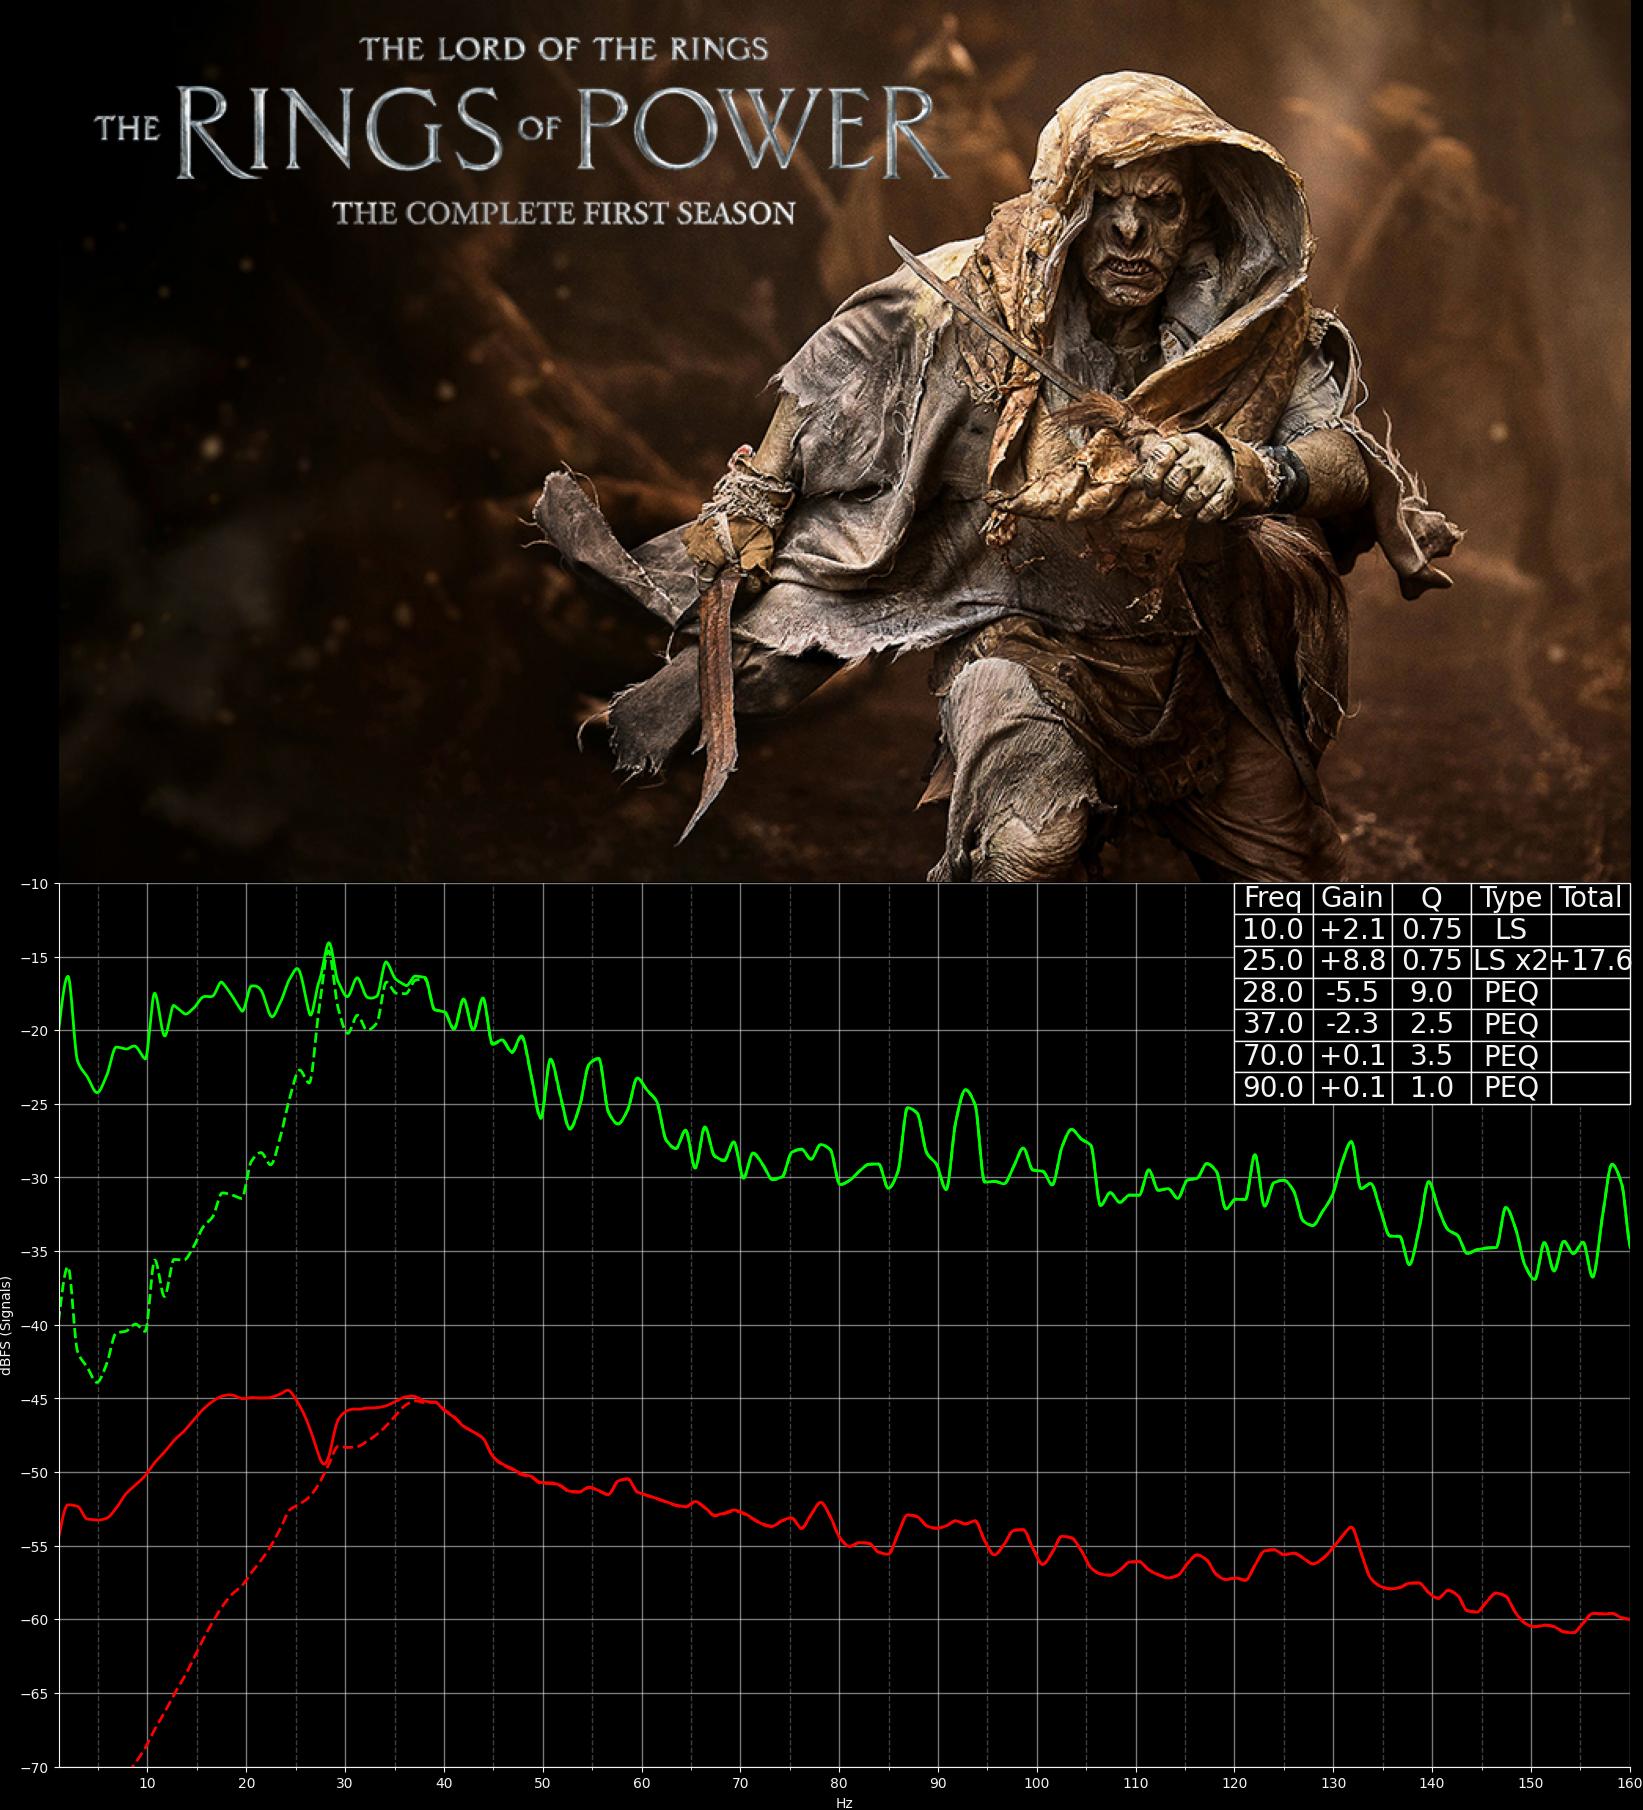 THE LORD OF THE RINGS
THE RINGS OF POWER
THE COMPLETE FIRST SEASON
Freq Gain Q Type Total
10.0 +2.1 0.75 LS
25.0 +8.8 0.75 LS x2 +17.6
28.0 -5.5 9.0 PEQ
37.0 -2.3 2.5 PEQ
70.0 +0.1 3.5 PEQ
90.0 +0.1 1.0 PEQ
−10
−15
−20
−25
−30
−35
−40
−45
−50
−55
−60
−65
−70
dBFS (Signals)
10 20 30 40 50 60 70 80 90 100 110 120 130 140 150 160
Hz